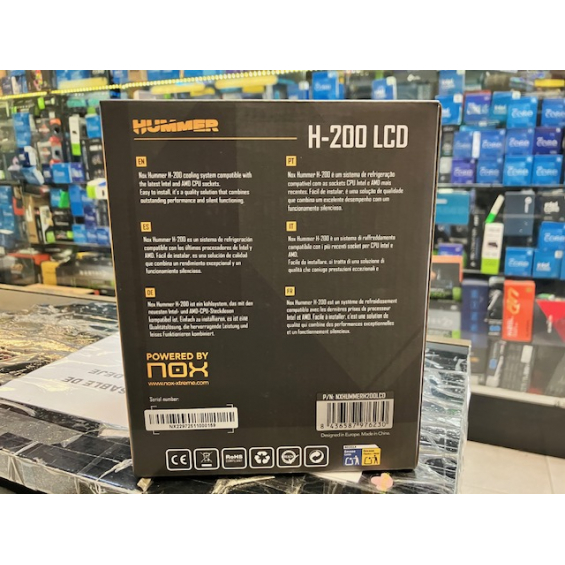 HUMMER
H-200 LCD
EN
Nox Hummer H-200 cooling system compatible with
the latest Intel and AMD CPU sockets.
Easy to install, it's a quality solution that combines
outstanding performance and silent functioning.
PT
Nox Hummer H-200 é um sistema de refrigeração
compatível com os sockets CPU Intel e AMD mais
recentes. Fácil de instalar, é uma solução de qualidade
que combina um excelente desempenho com um
funcionamento silencioso.
ES
Nox Hummer H-200 es un sistema de refrigeración
compatible con los últimos procesadores de Intel y
AMD. Fácil de instalar, es una solución de calidad
que combina un rendimiento excepcional y un
funcionamiento silencioso.
IT
Nox Hummer H-200 è un sistema di raffreddamento
compatibile con i più recenti socket per CPU Intel e
AMD.
Facile da installare, si tratta di una soluzione di
qualità che coniuga prestazioni eccezionali e
DE
Nox Hummer H-200 ist ein kühlsystem, das mit den
neuesten Intel- und AMD-CPU-Steckdosen
kompatibel ist. Einfach zu installieren, es ist eine
Qualitätslösung, die hervorragende Leistung und
leises Funktionieren kombiniert.
FR
Nox Hummer H-200 est un système de refroidissement
compatible avec les dernières prises de processeur
Intel et AMD. Facile à installer, c'est une solution de
qualité qui combine des performances exceptionnelles
et un fonctionnement silencieux.
POWERED BY
nox
www.nox-xtreme.com
Serial number:
P/N: NXHUMMERH200LCD
8 436587 976230
Designed in Europe. Made in China.
CE
RoHS